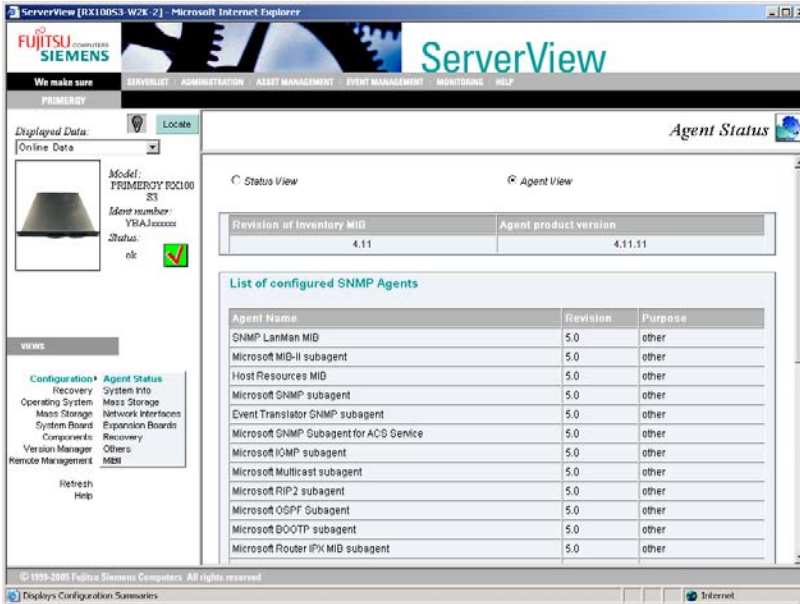 ServerView [RX100S3-W2K-2] - Microsoft Internet Explorer
FUJITSU COMPUTERS
SIEMENS
ServerView
We make sure
SERVERLIST | ADMINISTRATION | ASSET MANAGEMENT | EVENT MANAGEMENT | MONITORING | HELP
PRIMERGY
Displayed Data:
Locate
Online Data
Agent Status
Model:
PRIMERGY RX100
S3
Ident number:
YBAJxxxxxx
Status:
ok
Status View
Agent View
Revision of Inventory MIB Agent product version
4.11 4.11.11
List of configured SNMP Agents
Agent Name Revision Purpose
SNMP LanMan MIB 5.0 other
Microsoft MIB-II subagent 5.0 other
Host Resources MIB 5.0 other
Microsoft SNMP subagent 5.0 other
Event Translator SNMP subagent 5.0 other
Microsoft SNMP Subagent for ACS Service 5.0 other
Microsoft IGMP subagent 5.0 other
Microsoft Multicast subagent 5.0 other
Microsoft RIP2 subagent 5.0 other
Microsoft OSPF Subagent 5.0 other
Microsoft BOOTP subagent 5.0 other
Microsoft Router IPX MIB subagent 5.0 other
VIEWS
Configuration Agent Status
Recovery System Info
Operating System Mass Storage
Mass Storage Network Interfaces
System Board Expansion Boards
Components Recovery
Version Manager Others
Remote Management MIBII
Refresh
Help
© 1995-2005 Fujitsu Siemens Computers All rights reserved
Displays Configuration Summaries
Internet